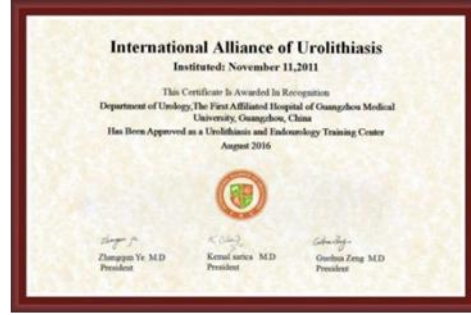 International Alliance of Urolithiasis
Instituted: November 11,2011
This Certificate Is Awarded In Recognition
Department of Urology,The First Affiliated Hospital of Guangzhou Medical
University, Guangzhou, China
Has Been Approved as a Urolithiasis and Endourology Training Center
August 2016
Zhangqun Ye M.D
Kemal sarica M.D
Guohua Zeng M.D
President
President
President